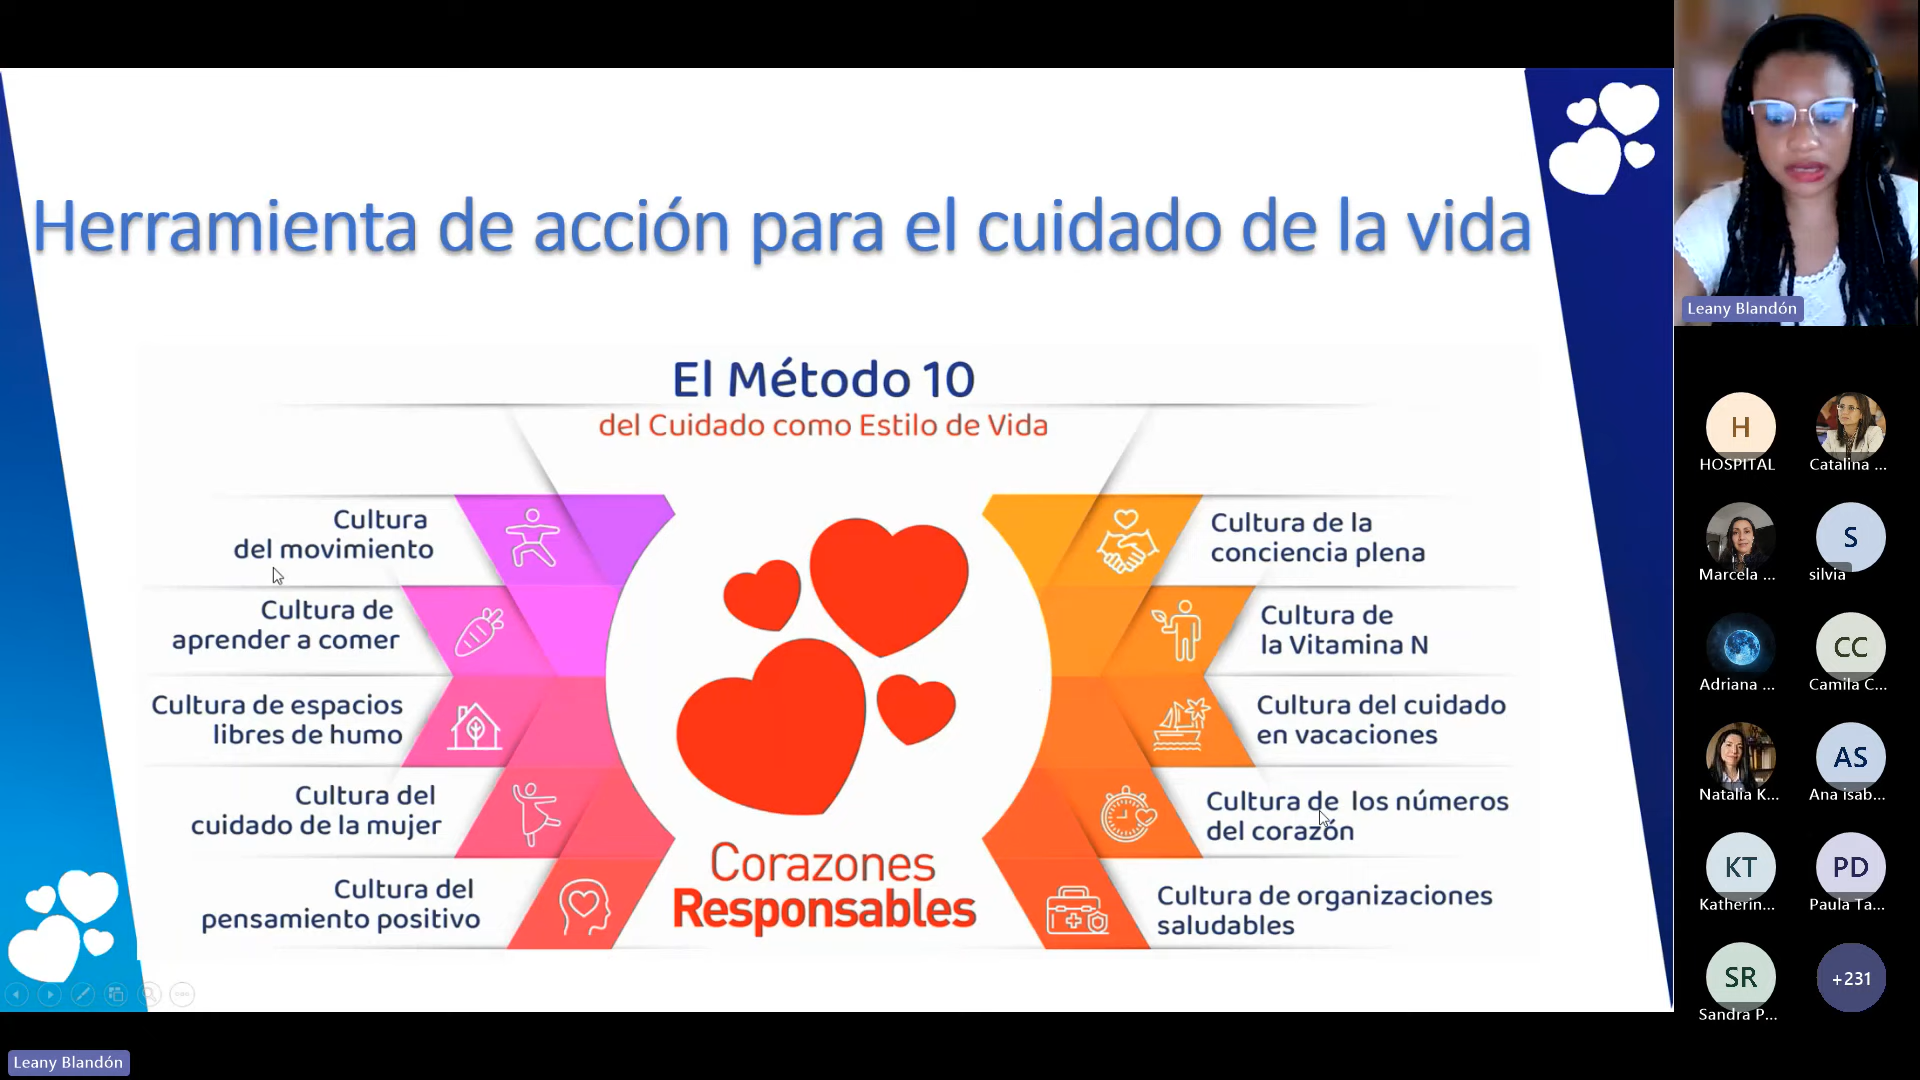 Herramienta de acción para el cuidado de la vida
El Método 10
del Cuidado como Estilo de Vida
Cultura
del movimiento
Cultura de
aprender a comer
Cultura de espacios
libres de humo
Cultura del
cuidado de la mujer
Cultura del
pensamiento positivo
Corazones
Responsables
Cultura de la
conciencia plena
Cultura de
la Vitamina N
Cultura del cuidado
en vacaciones
Cultura de los números
del corazón
Cultura de organizaciones
saludables
Leany Blandón
H
HOSPITAL
Catalina ...
Marcela ...
S
silvia
Adriana ...
CC
Camila C...
Natalia K...
AS
Ana isab...
KT
Katherin...
PD
Paula Ta...
SR
Sandra P...
+231
Leany Blandón